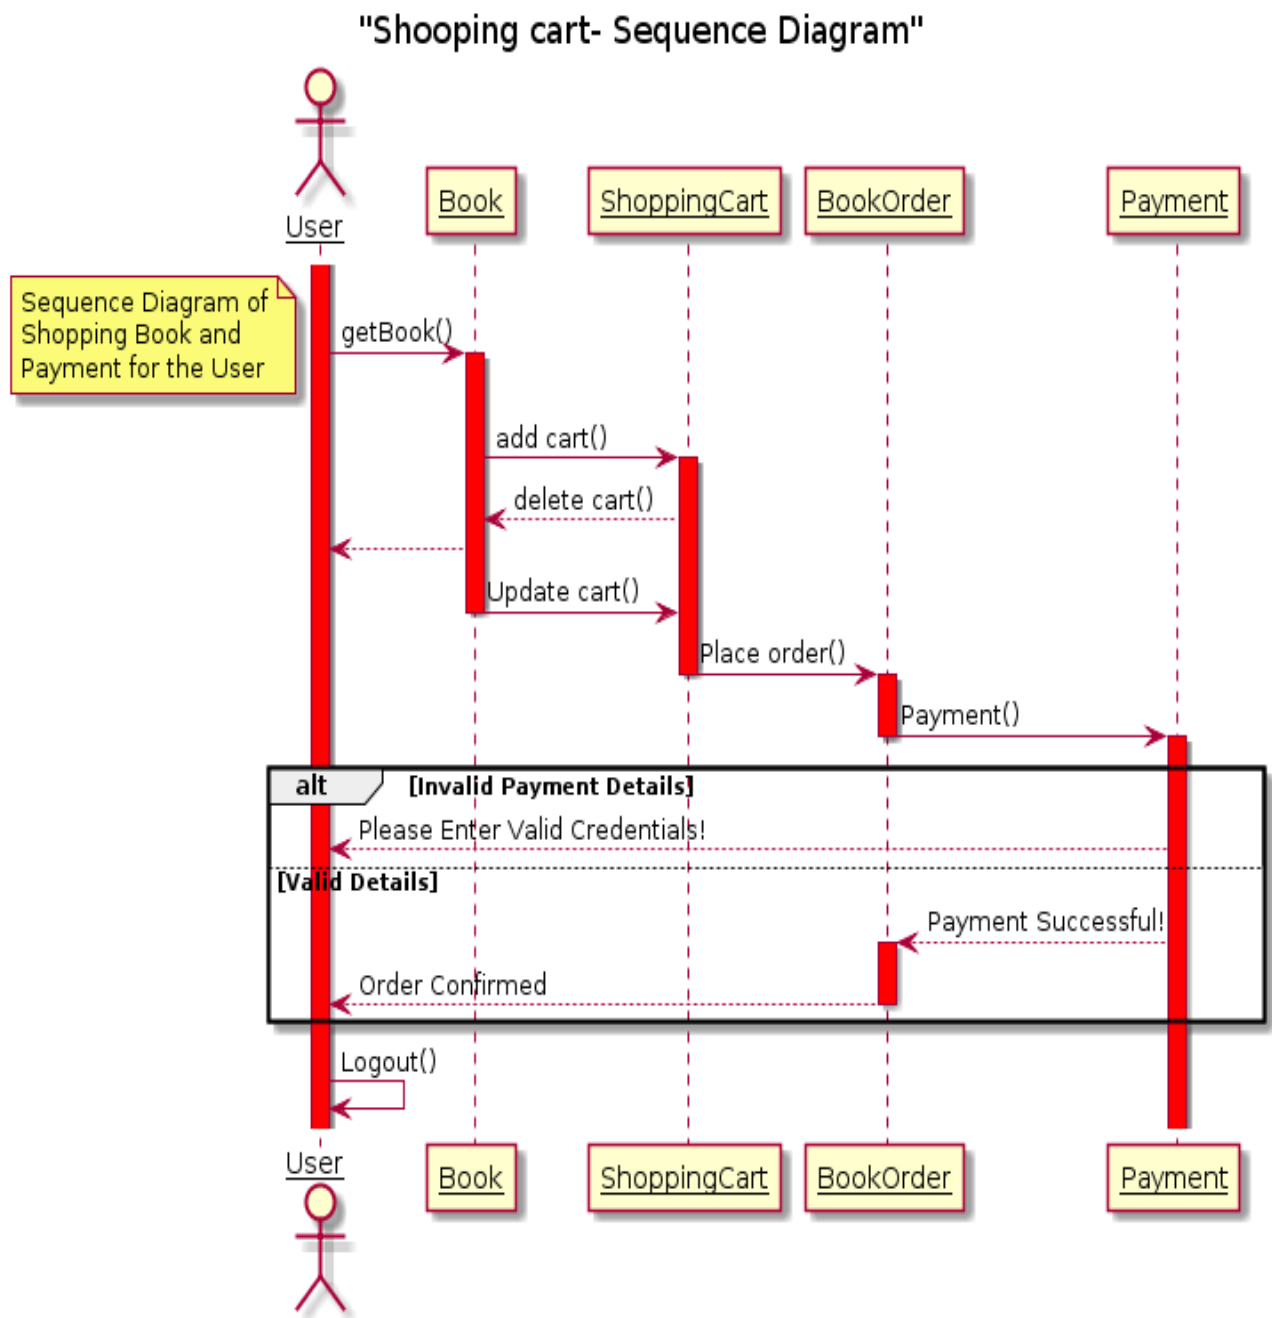 "Shooping cart- Sequence Diagram"
User
Book
ShoppingCart
BookOrder
Payment
Sequence Diagram of
Shopping Book and
Payment for the User
getBook()
add cart()
delete cart()
Update cart()
Place order()
Payment()
alt
[Invalid Payment Details]
Please Enter Valid Credentials!
[Valid Details]
Payment Successful!
Order Confirmed
Logout()
User
Book
ShoppingCart
BookOrder
Payment